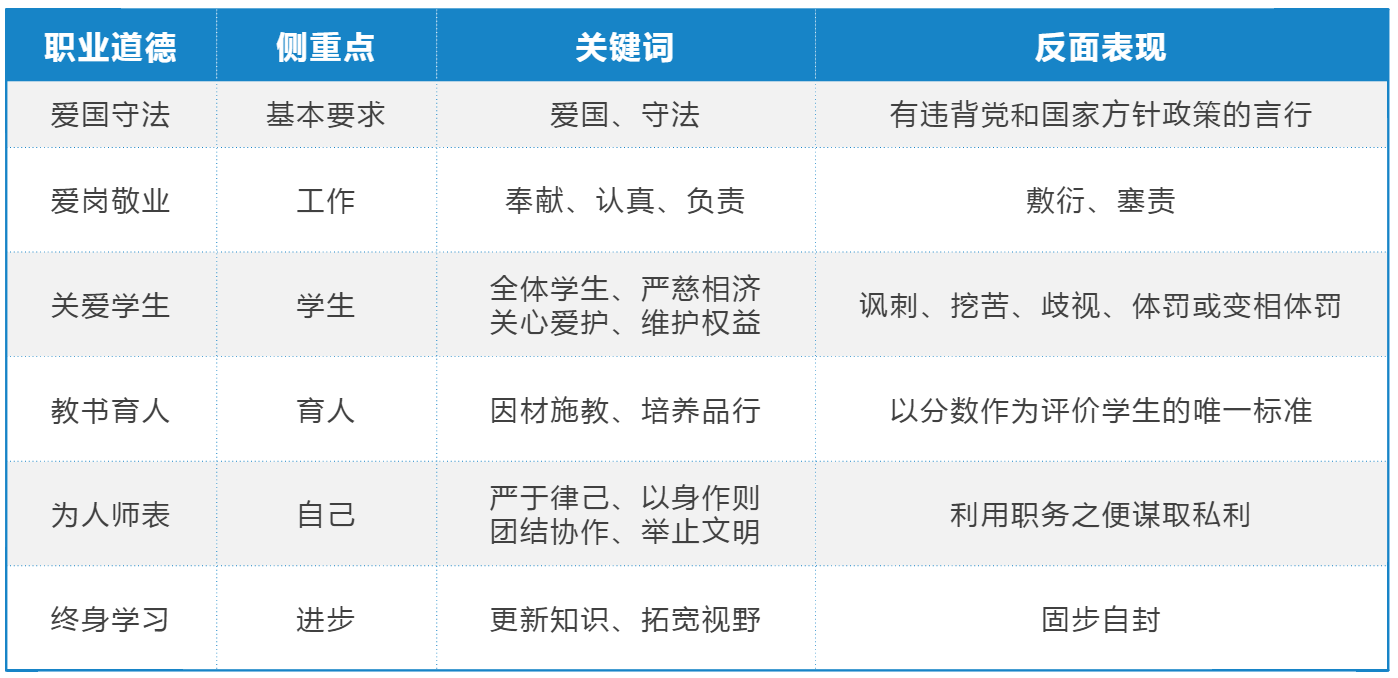 职业道德 侧重点 关键词 反面表现
爱国守法 基本要求 爱国、守法 有违背党和国家方针政策的言行
爱岗敬业 工作 奉献、认真、负责 敷衍、塞责
关爱学生 学生 全体学生、严慈相济
关心爱护、维护权益 讽刺、挖苦、歧视、体罚或变相体罚
教书育人 育人 因材施教、培养品行 以分数作为评价学生的唯一标准
为人师表 自己 严于律己、以身作则
团结协作、举止文明 利用职务之便谋取私利
终身学习 进步 更新知识、拓宽视野 固步自封